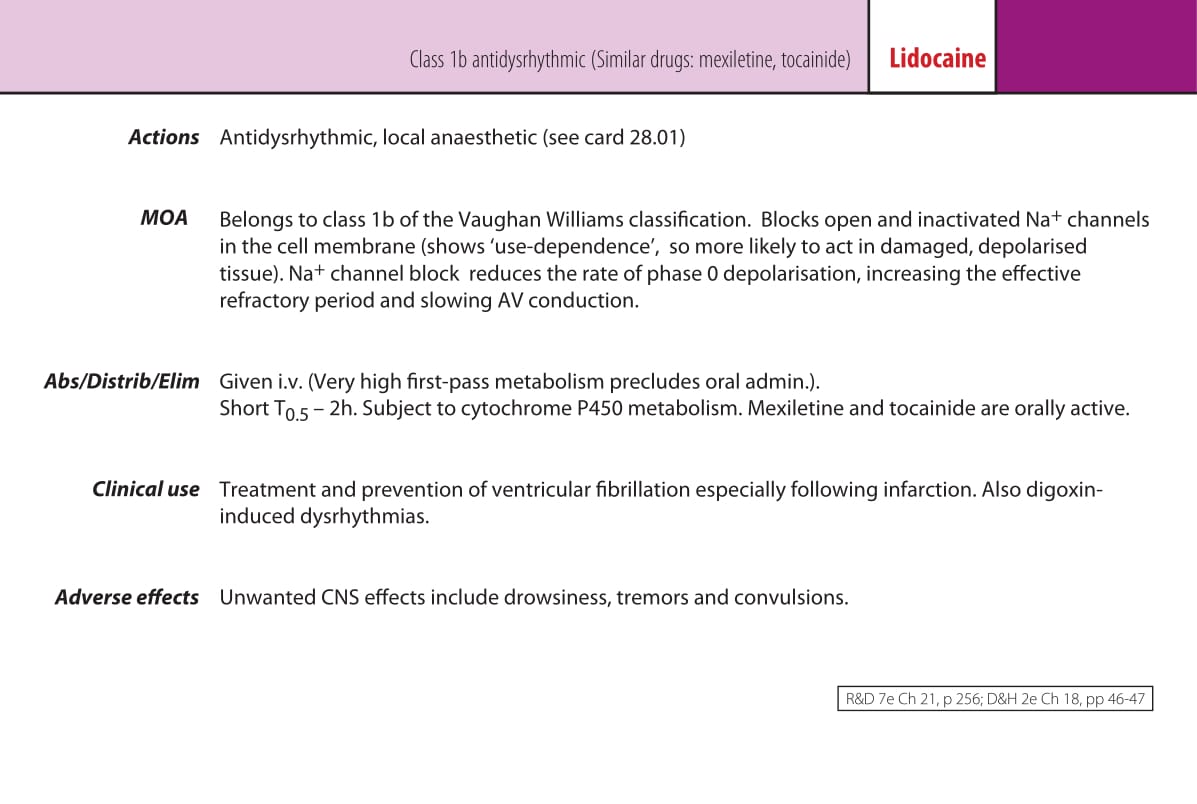 Class 1b antidysrhythmic (Similar drugs: mexiletine, tocainide) Lidocaine
Actions Antidysrhythmic, local anaesthetic (see card 28.01)
MOA Belongs to class 1b of the Vaughan Williams classification. Blocks open and inactivated Na+ channels
in the cell membrane (shows ‘use-dependence’, so more likely to act in damaged, depolarised
tissue). Na+ channel block reduces the rate of phase 0 depolarisation, increasing the effective
refractory period and slowing AV conduction.
Abs/Distrib/Elim Given i.v. (Very high first-pass metabolism precludes oral admin.).
Short T0.5 – 2h. Subject to cytochrome P450 metabolism. Mexiletine and tocainide are orally active.
Clinical use Treatment and prevention of ventricular fibrillation especially following infarction. Also digoxin-
induced dysrhythmias.
Adverse effects Unwanted CNS effects include drowsiness, tremors and convulsions.
R&D 7e Ch 21, p 256; D&H 2e Ch 18, pp 46-47